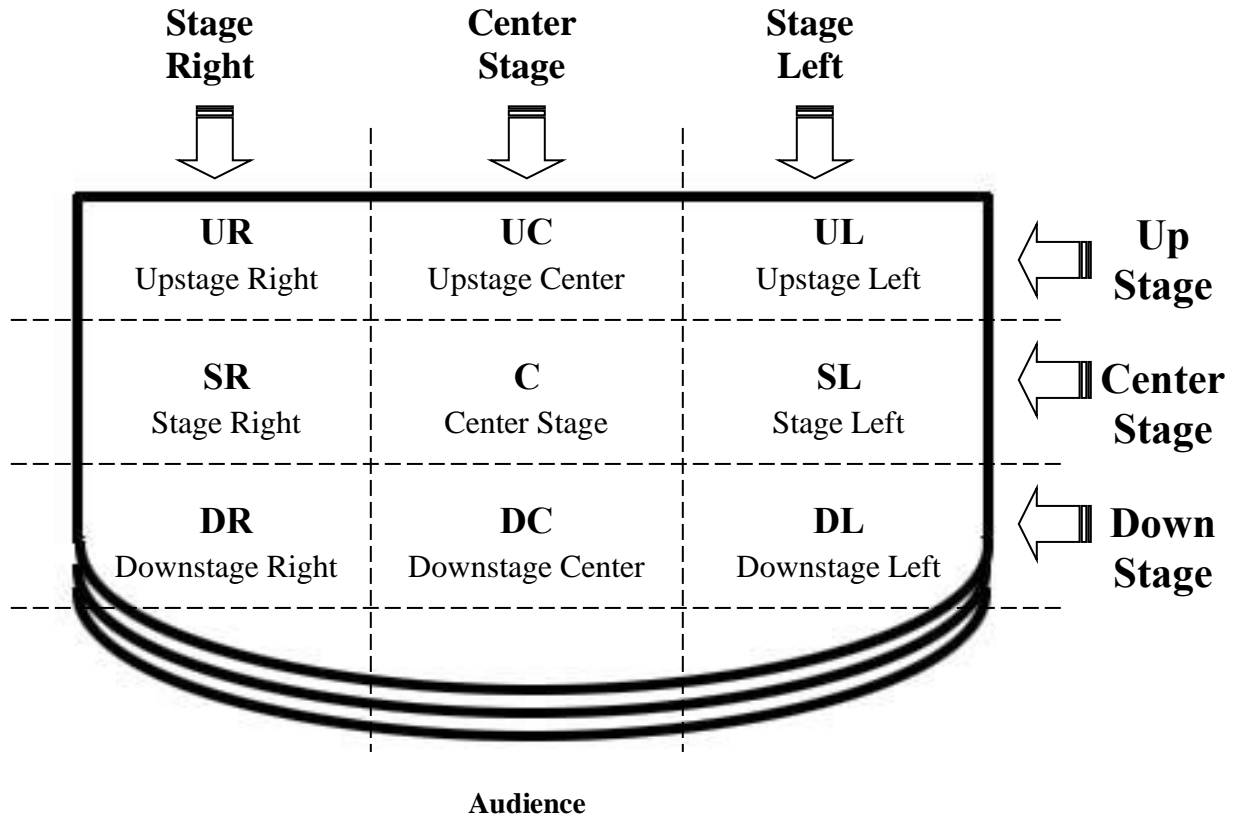 Stage Right
Center Stage
Stage Left
UR
Upstage Right
UC
Upstage Center
UL
Upstage Left
Up Stage
SR
Stage Right
C
Center Stage
SL
Stage Left
Center Stage
DR
Downstage Right
DC
Downstage Center
DL
Downstage Left
Down Stage
Audience